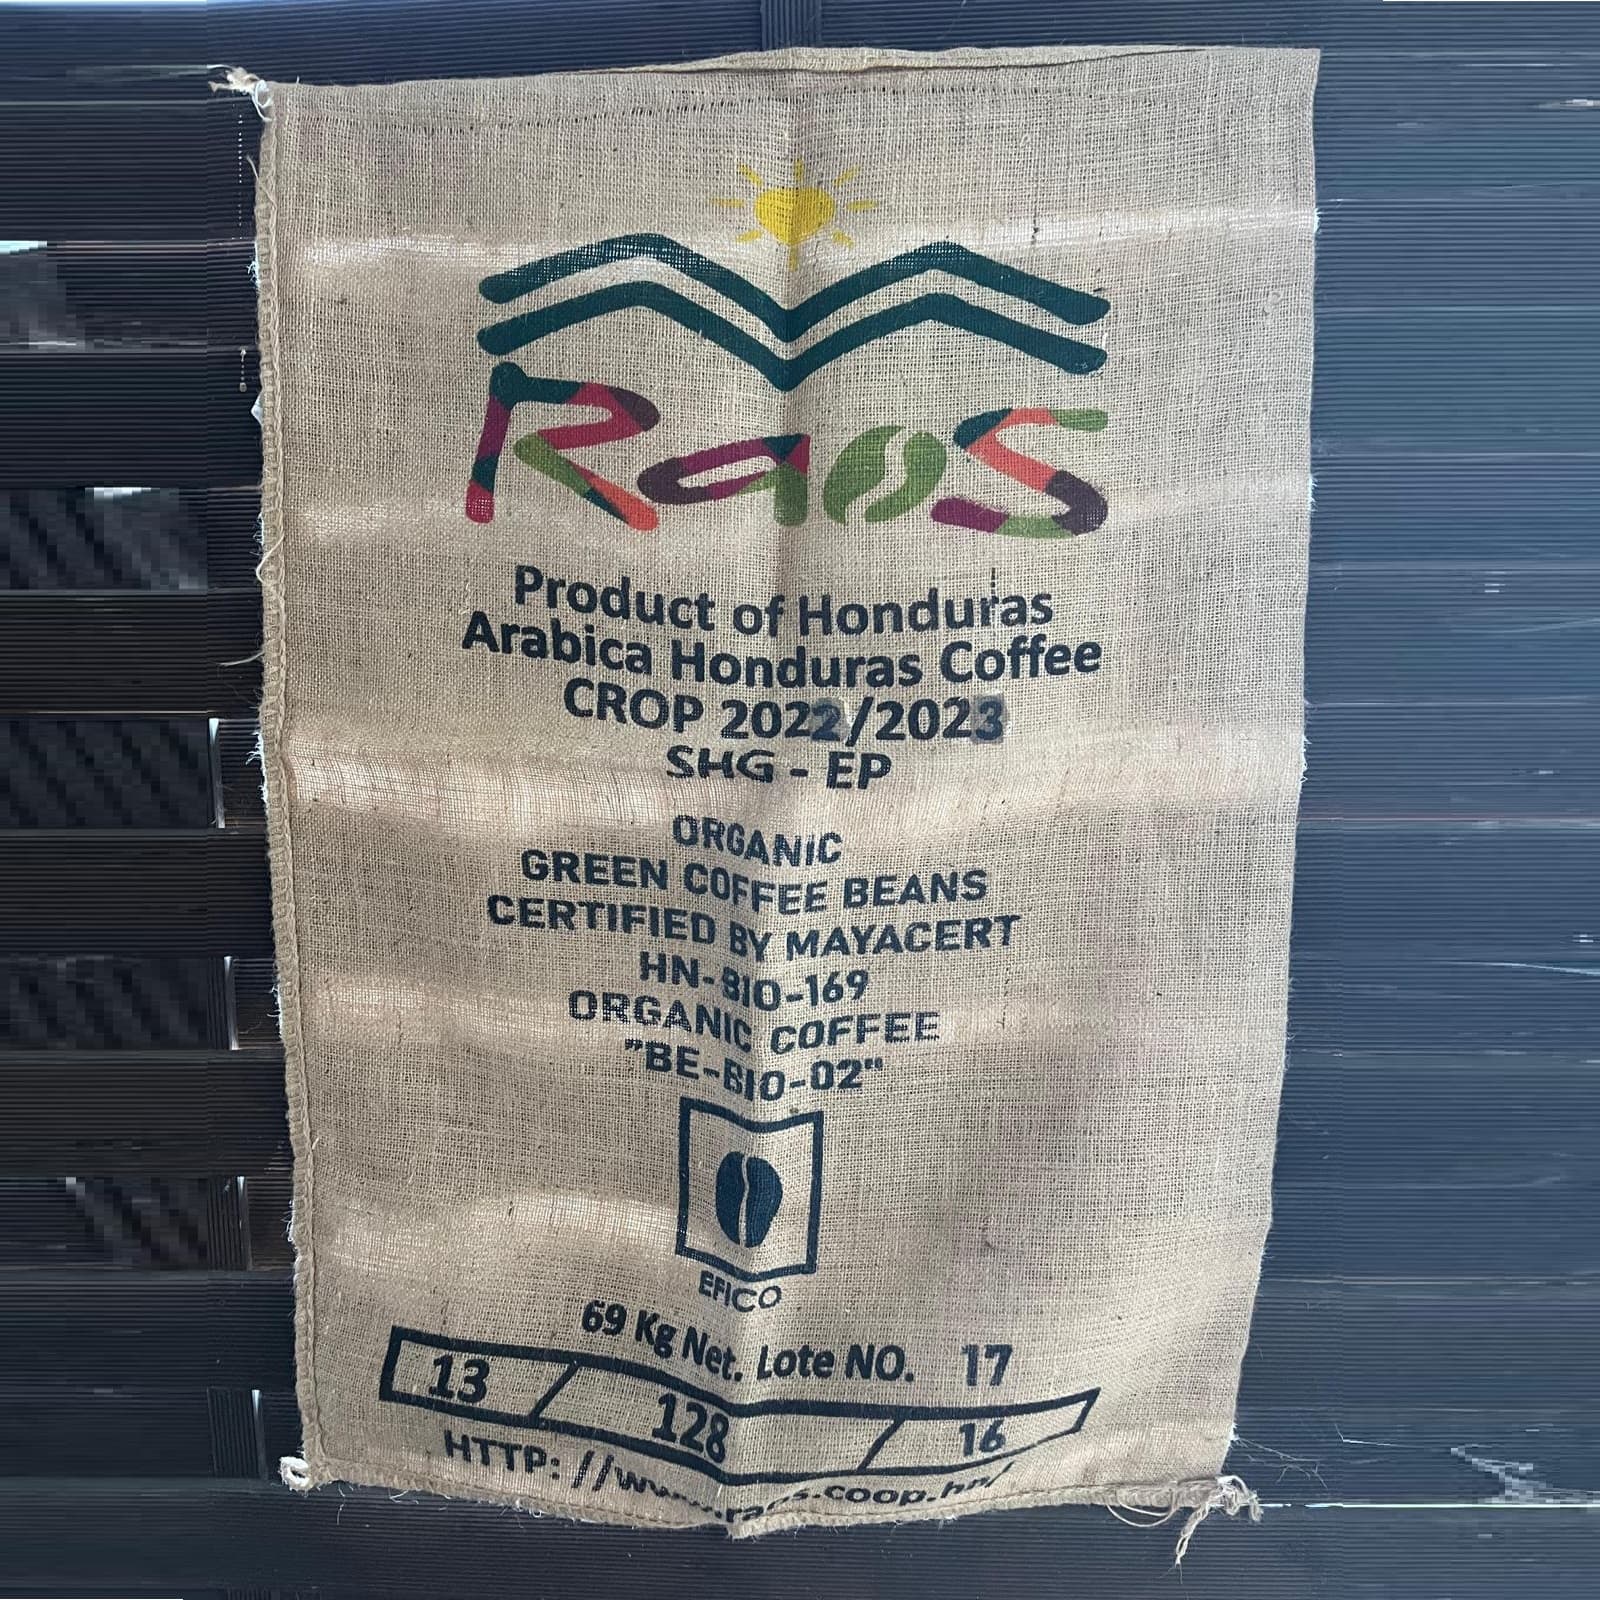 Raos
Product of Honduras
Arabica Honduras Coffee
CROP 2022/2023
SHG - EP
ORGANIC
GREEN COFFEE BEANS
CERTIFIED BY MAYACERT
HN-BIO-169
ORGANIC COFFEE
"BE-BIO-02"
EFICO
69 Kg Net. Lote NO. 17
13 / 128 / 16
HTTP: //www.raos.coop.hn/